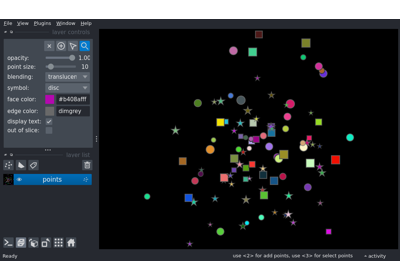 File View Plugins Window Help
layer controls
opacity: 1.00
point size: 10
blending: translucen
symbol: disc
face color: #b408afff
edge color: dimgrey
display text:
out of slice:
layer list
points
Ready use <2> for add points, use <3> for select points activity